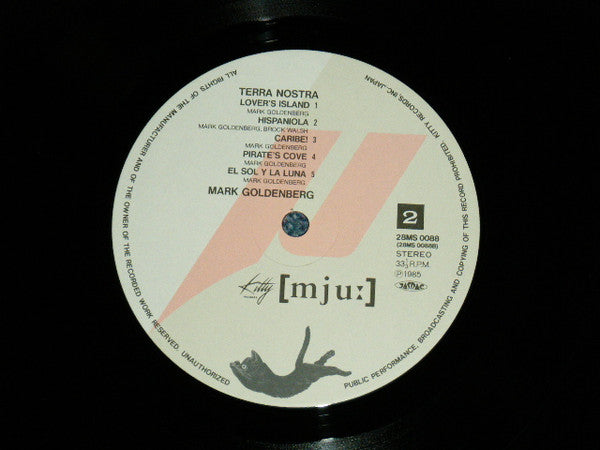 TERRA NOSTRA
LOVER'S ISLAND 1
MARK GOLDENBERG
HISPANIOLA 2
MARK GOLDENBERG, BROCK WALSH
CARIBE! 3
MARK GOLDENBERG
PIRATE'S COVE 4
MARK GOLDENBERG
EL SOL Y LA LUNA 5
MARK GOLDENBERG
MARK GOLDENBERG
2
28MS 0088
(28MS 0088B)
STEREO
33⅓ R.P.M.
Ⓟ1985
JASRAC
Kitty [mju:]
ALL RIGHTS OF THE MANUFACTURER AND OF THE OWNER OF THE RECORDED WORK RESERVED. UNAUTHORIZED PUBLIC PERFORMANCE, BROADCASTING AND COPYING OF THIS RECORD PROHIBITED. KITTY RECORDS, INC., JAPAN